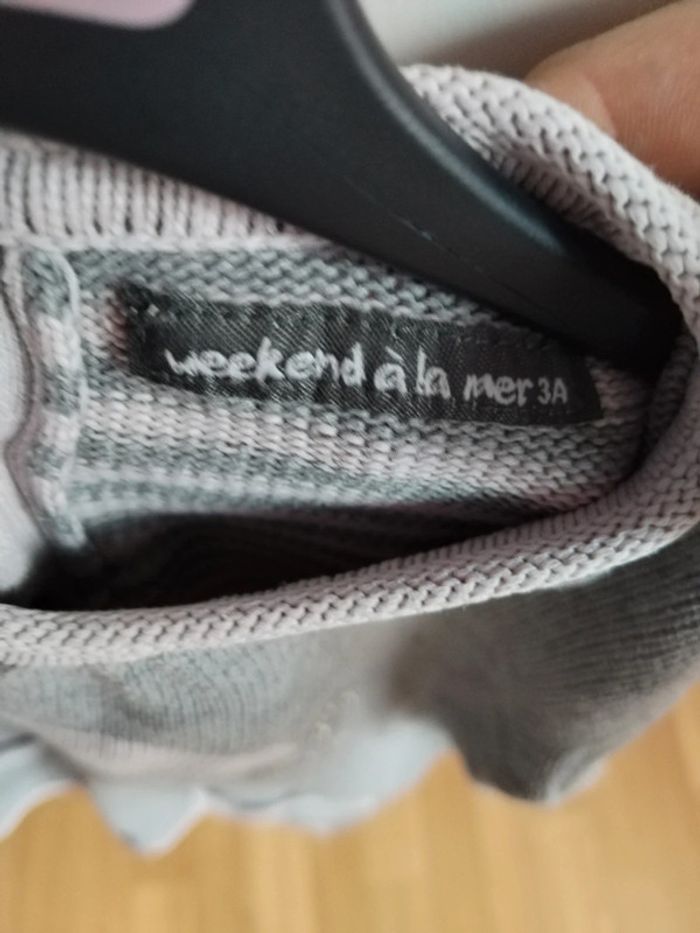 weekend à la mer 3A